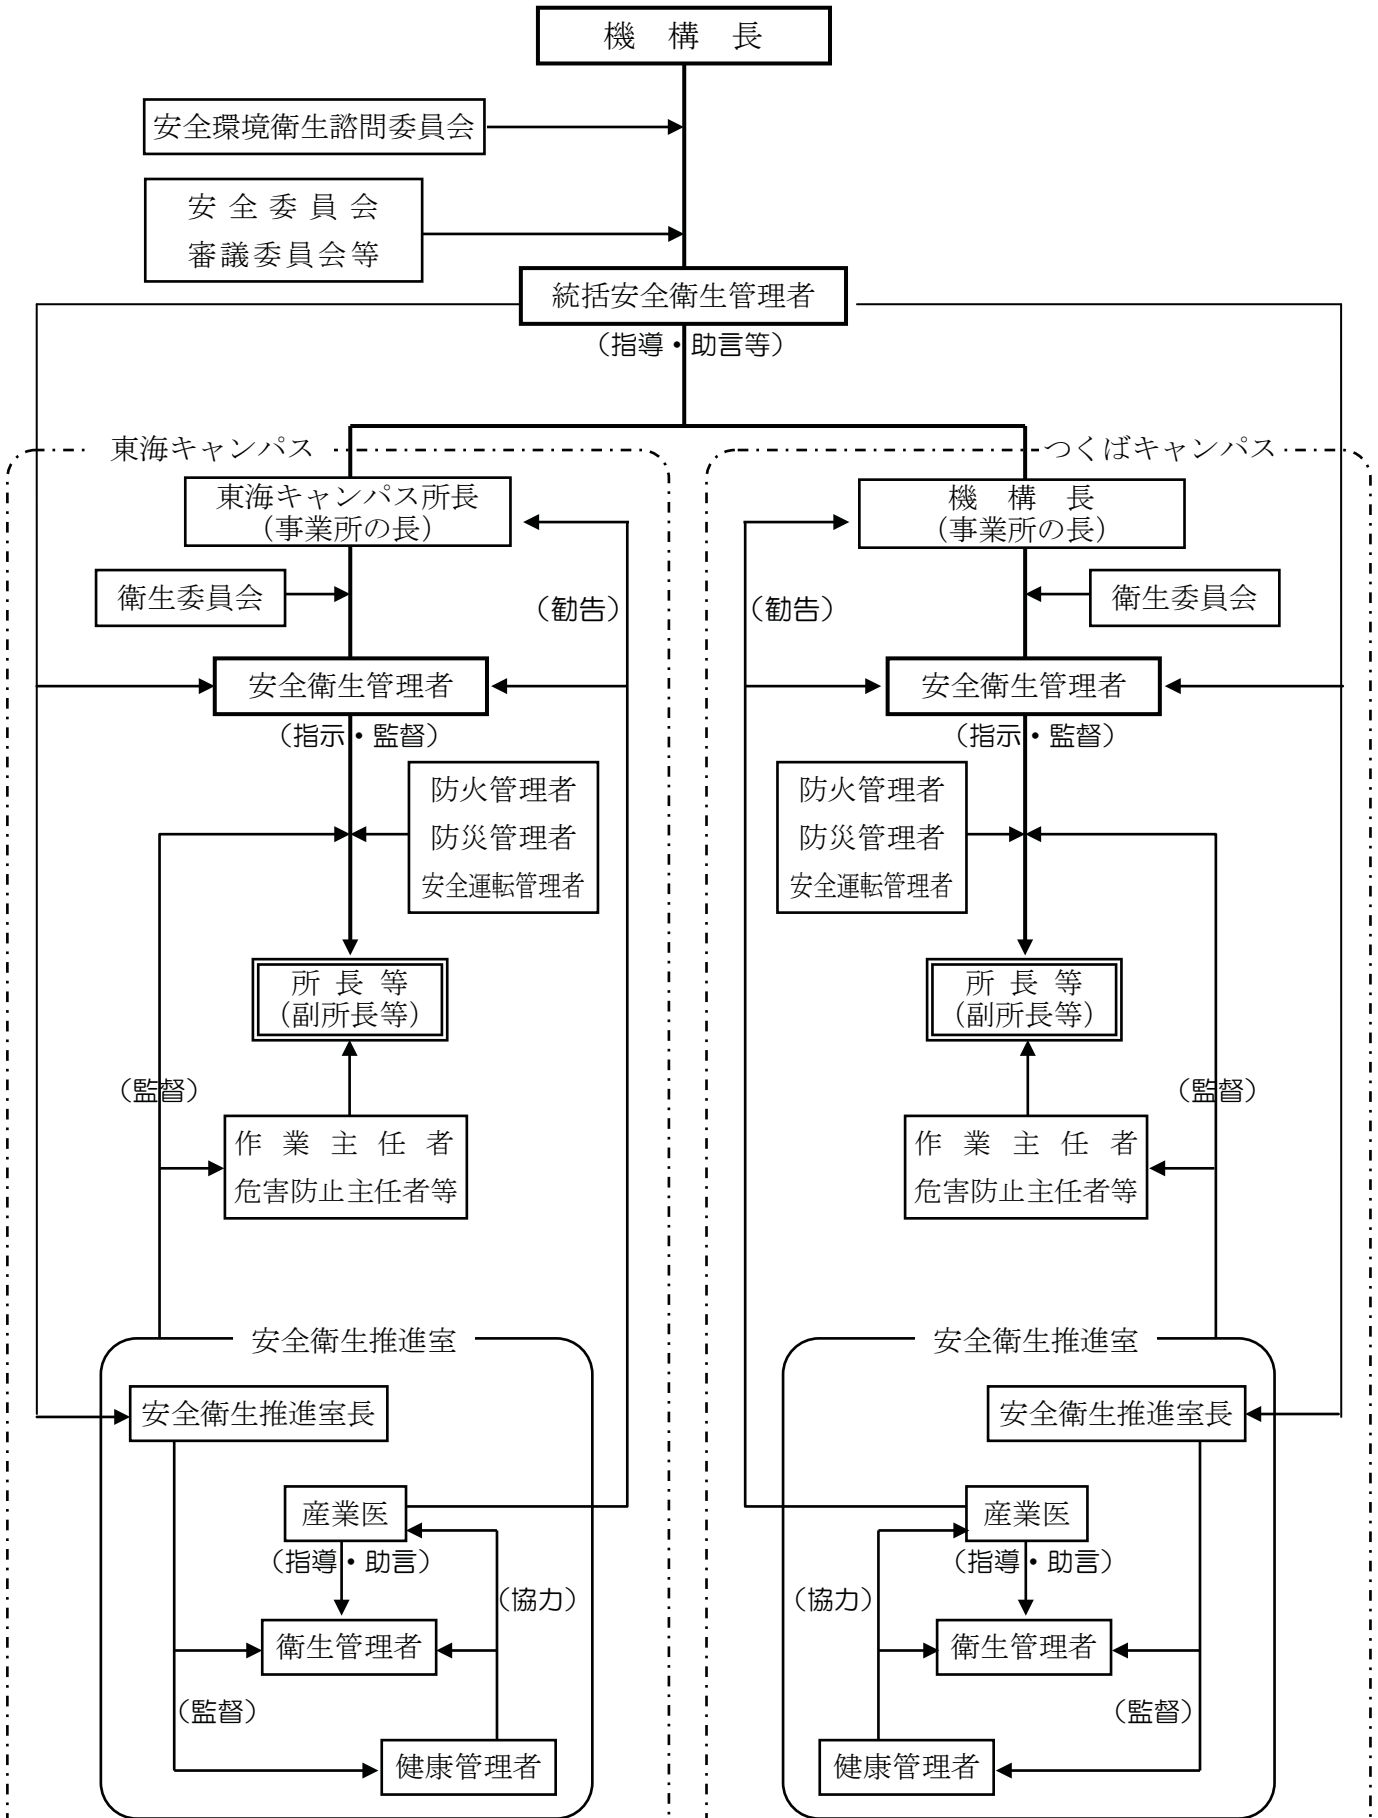 機　構　長
安全環境衛生諮問委員会
安 全 委 員 会
審議委員会等
統括安全衛生管理者
（指導・助言等）
東海キャンパス
東海キャンパス所長
（事業所の長）
衛生委員会
（勧告）
安全衛生管理者
（指示・監督）
防火管理者
防災管理者
安全運転管理者
所 長 等
（副所長等）
（監督）
作 業 主 任 者
危害防止主任者等
安全衛生推進室
安全衛生推進室長
産業医
（指導・助言）
（協力）
衛生管理者
（監督）
健康管理者
つくばキャンパス
機　構　長
（事業所の長）
（勧告）
衛生委員会
安全衛生管理者
（指示・監督）
防火管理者
防災管理者
安全運転管理者
所 長 等
（副所長等）
（監督）
作 業 主 任 者
危害防止主任者等
安全衛生推進室
安全衛生推進室長
産業医
（指導・助言）
（協力）
衛生管理者
（監督）
健康管理者